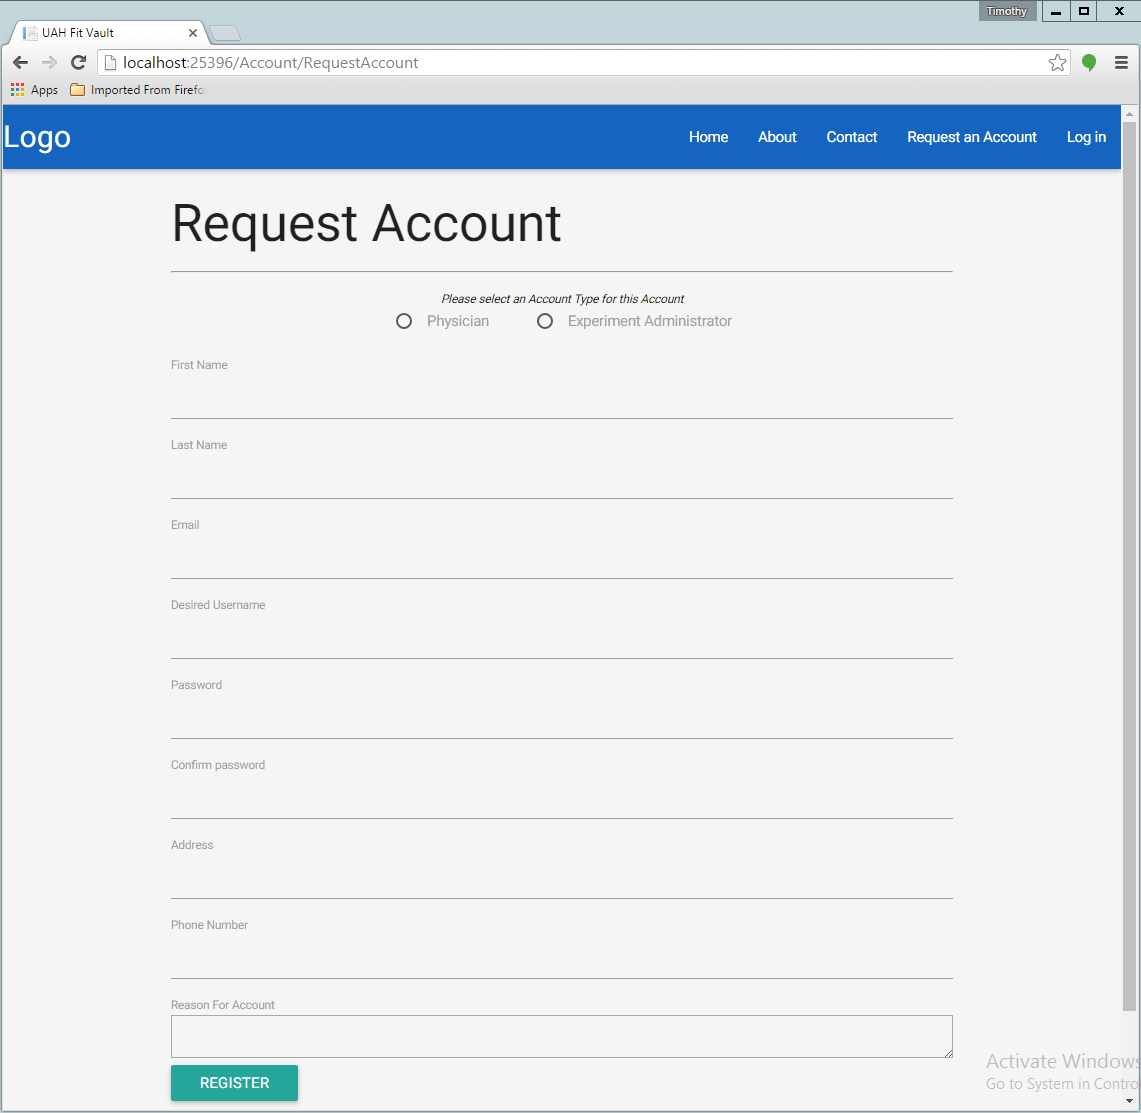 Timothy
UAH Fit Vault
localhost:25396/Account/RequestAccount
Apps Imported From Firefo
Logo Home About Contact Request an Account Log in
Request Account
Please select an Account Type for this Account
Physician Experiment Administrator
First Name
Last Name
Email
Desired Username
Password
Confirm password
Address
Phone Number
Reason For Account
REGISTER
Activate Windows
Go to System in Contro